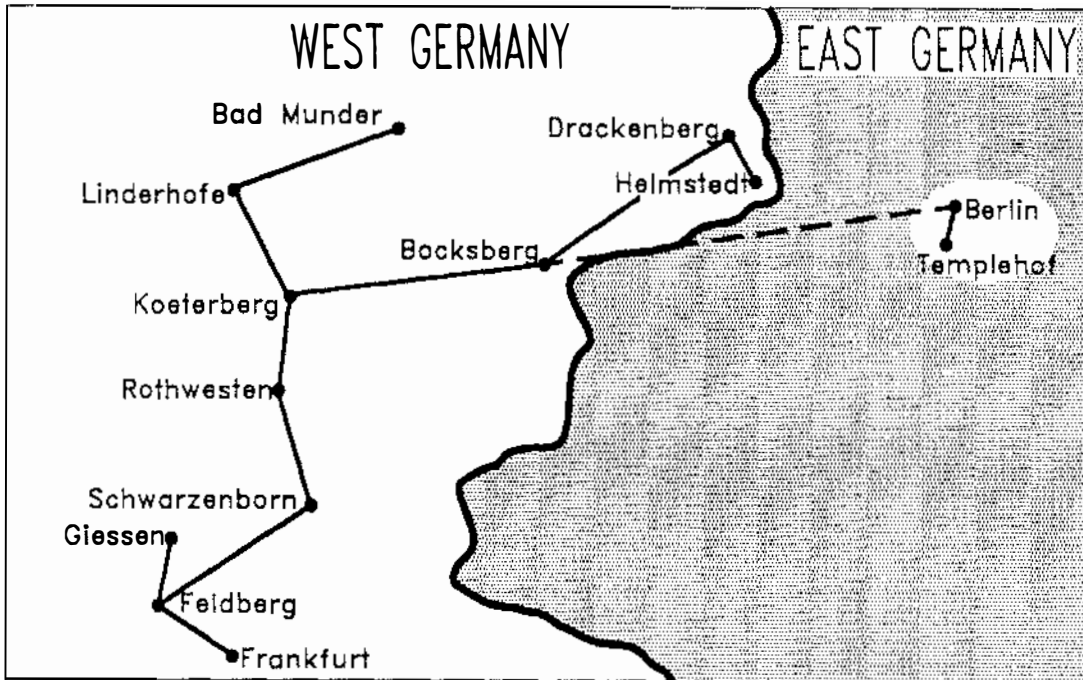 WEST GERMANY
EAST GERMANY
Bad Munder
Drackenberg
Linderhofe
Helmstedt
Berlin
Bocksberg
Templehof
Koeterberg
Rothwesten
Schwarzenborn
Giessen
Feldberg
Frankfurt